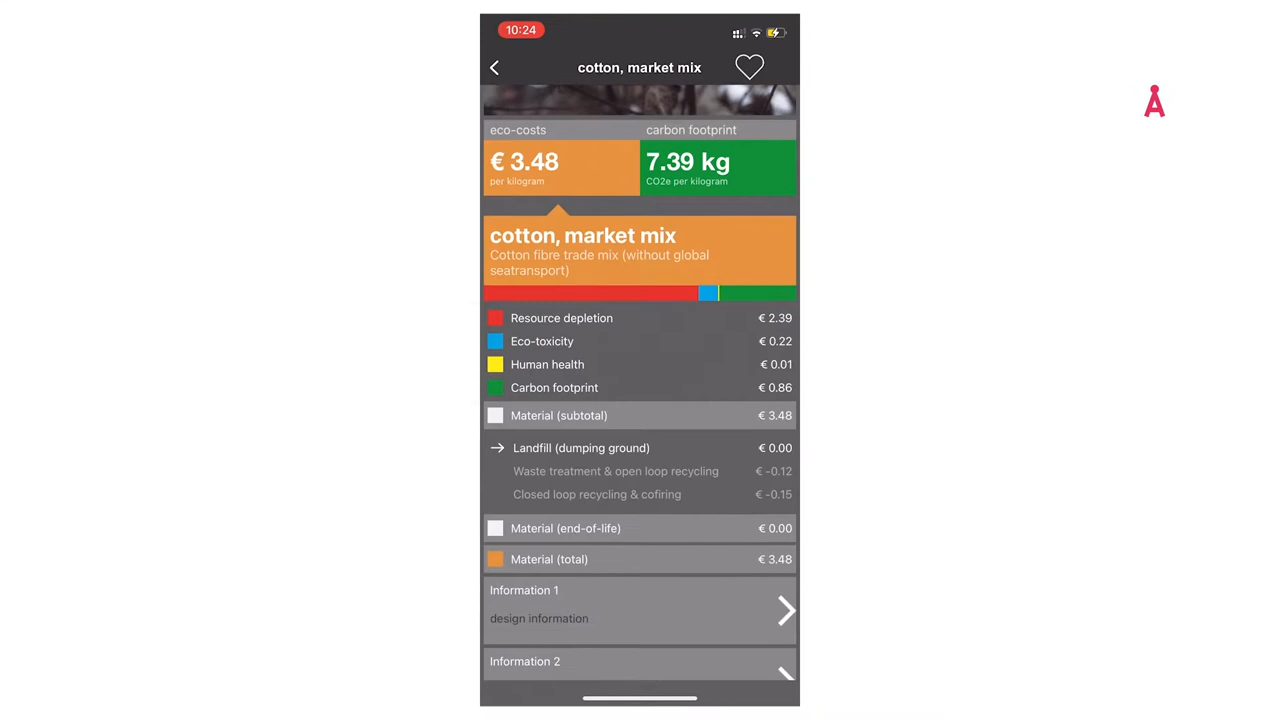 10:24
cotton, market mix
eco-costs
carbon footprint
€ 3.48
7.39 kg
per kilogram
CO2e per kilogram
cotton, market mix
Cotton fibre trade mix (without global
seatransport)
Resource depletion € 2.39
Eco-toxicity € 0.22
Human health € 0.01
Carbon footprint € 0.86
Material (subtotal) € 3.48
Landfill (dumping ground) € 0.00
Waste treatment & open loop recycling € -0.12
Closed loop recycling & cofiring € -0.15
Material (end-of-life) € 0.00
Material (total) € 3.48
Information 1
design information
Information 2